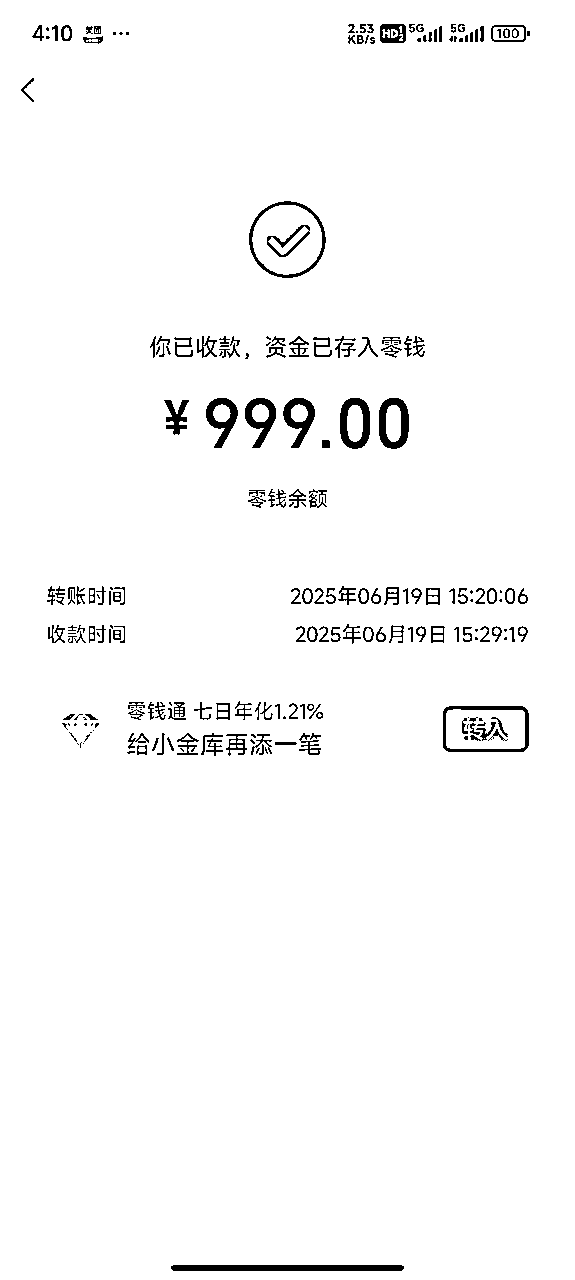 4:10 美团 ··· 2.53 KB/s HD 1 2 5G 5G 100
你已收款，资金已存入零钱
¥999.00
零钱余额
转账时间 2025年06月19日 15:20:06
收款时间 2025年06月19日 15:29:19
零钱通 七日年化1.21%
给小金库再添一笔
转入